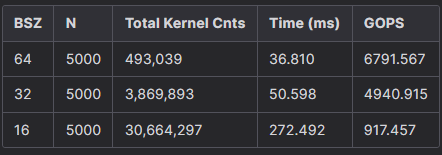 BSZ N Total Kernel Cnts Time (ms) GOPS
64 5000 493,039 36.810 6791.567
32 5000 3,869,893 50.598 4940.915
16 5000 30,664,297 272.492 917.457